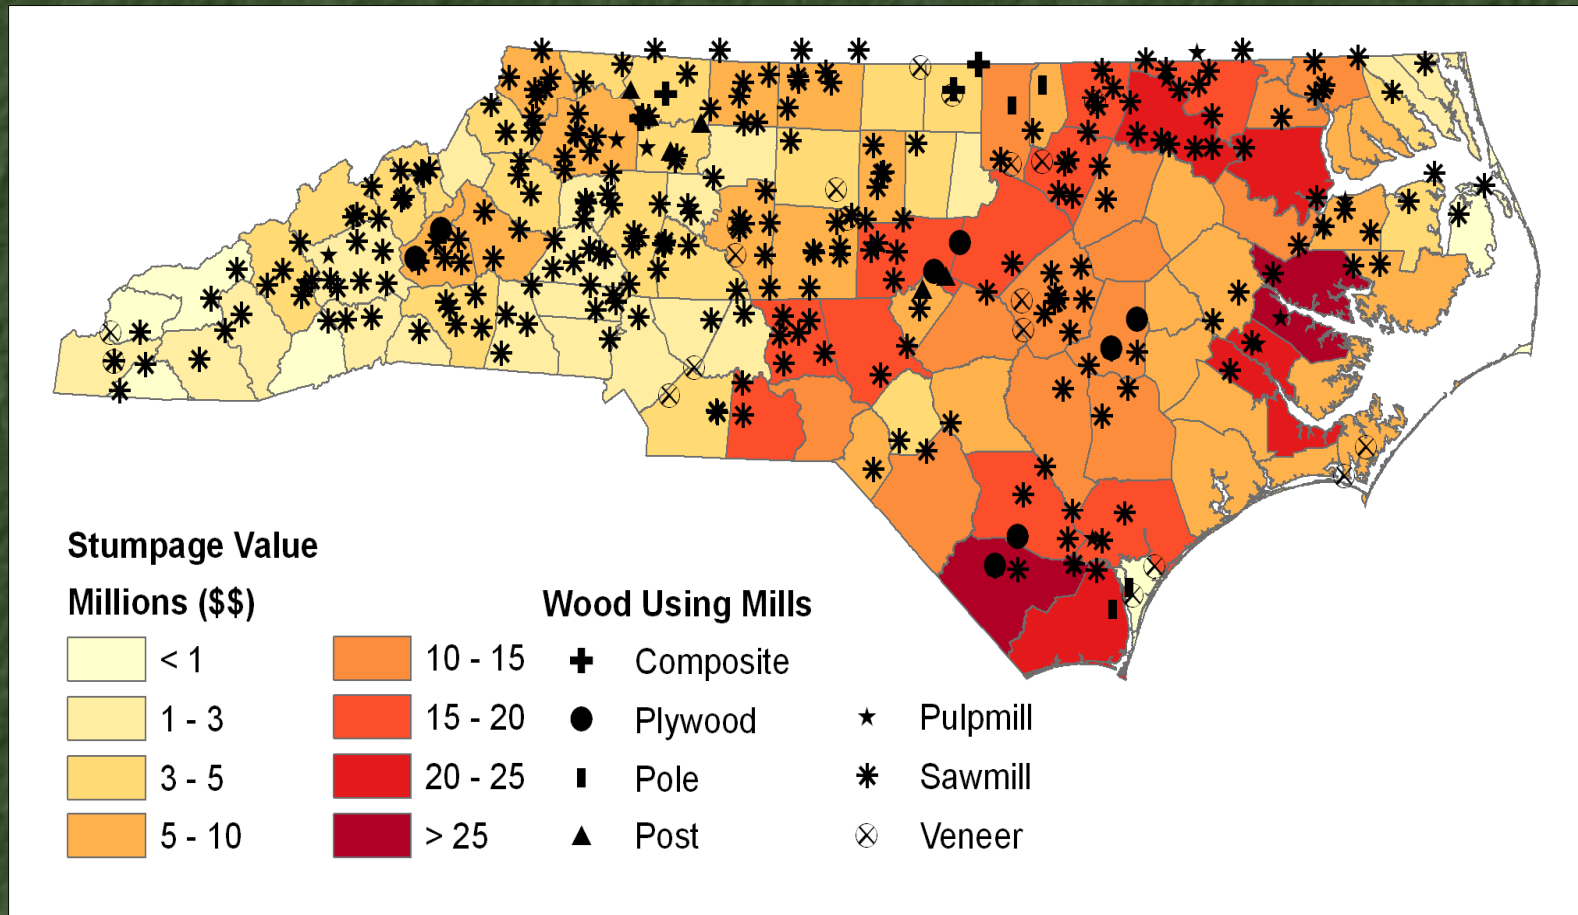 Stumpage Value
Millions ($$)
< 1
1 - 3
3 - 5
5 - 10
10 - 15
15 - 20
20 - 25
> 25
Wood Using Mills
Composite
Plywood
Pole
Post
Pulpmill
Sawmill
Veneer